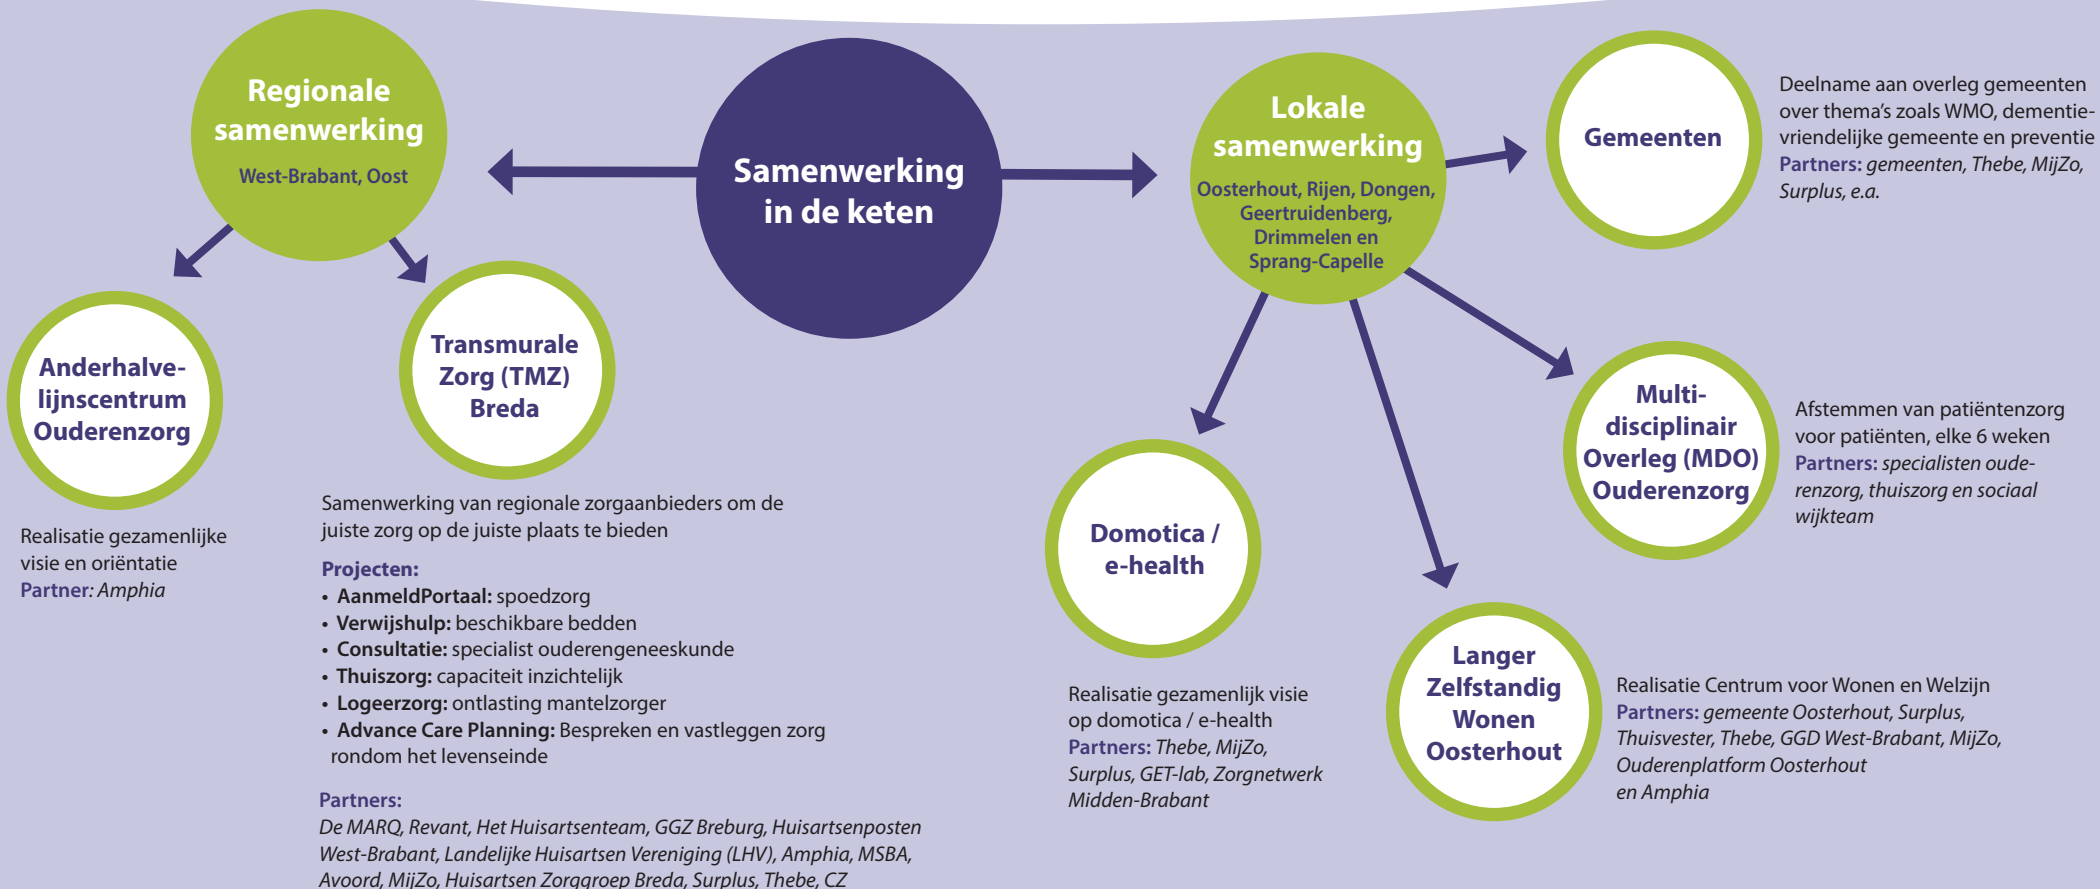 Samenwerking
in de keten
Regionale
samenwerking
West-Brabant, Oost
Anderhalve-
lijnscentrum
Ouderenzorg
Realisatie gezamenlijke
visie en oriëntatie
Partner: Amphia
Transmurale
Zorg (TMZ)
Breda
Samenwerking van regionale zorgaanbieders om de
juiste zorg op de juiste plaats te bieden
Projecten:
• AanmeldPortaal: spoedzorg
• Verwijshulp: beschikbare bedden
• Consultatie: specialist ouderengeneeskunde
• Thuiszorg: capaciteit inzichtelijk
• Logeerzorg: ontlasting mantelzorger
• Advance Care Planning: Bespreken en vastleggen zorg
rondom het levenseinde
Partners:
De MARQ, Revant, Het Huisartsenteam, GGZ Breburg, Huisartsenposten
West-Brabant, Landelijke Huisartsen Vereniging (LHV), Amphia, MSBA,
Avoord, MijZo, Huisartsen Zorggroep Breda, Surplus, Thebe, CZ
Lokale
samenwerking
Oosterhout, Rijen, Dongen,
Geertruidenberg,
Drimmelen en
Sprang-Capelle
Gemeenten
Deelname aan overleg gemeenten
over thema's zoals WMO, dementie-
vriendelijke gemeente en preventie
Partners: gemeenten, Thebe, MijZo,
Surplus, e.a.
Multi-
disciplinair
Overleg (MDO)
Ouderenzorg
Afstemmen van patiëntenzorg
voor patiënten, elke 6 weken
Partners: specialisten oude-
renzorg, thuiszorg en sociaal
wijkteam
Domotica /
e-health
Realisatie gezamenlijk visie
op domotica / e-health
Partners: Thebe, MijZo,
Surplus, GET-lab, Zorgnetwerk
Midden-Brabant
Langer
Zelfstandig
Wonen
Oosterhout
Realisatie Centrum voor Wonen en Welzijn
Partners: gemeente Oosterhout, Surplus,
Thuisvester, Thebe, GGD West-Brabant, MijZo,
Ouderenplatform Oosterhout
en Amphia